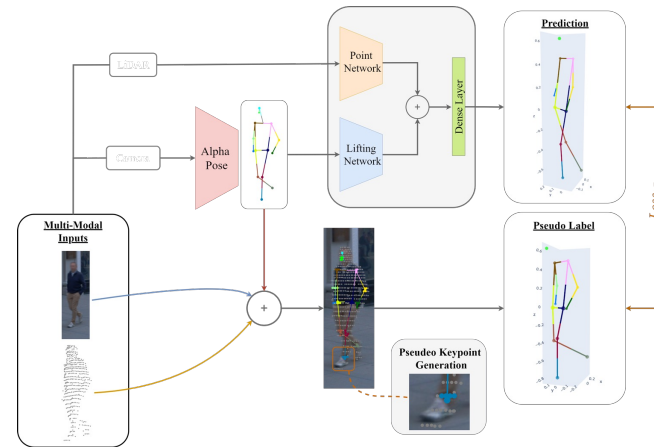 Prediction
LiDAR
Point
Network
Dense Layer
+
Camera
Alpha
Pose
Lifting
Network
Multi-Modal
Inputs
Pseudo Label
+
Pseudeo Keypoint
Generation